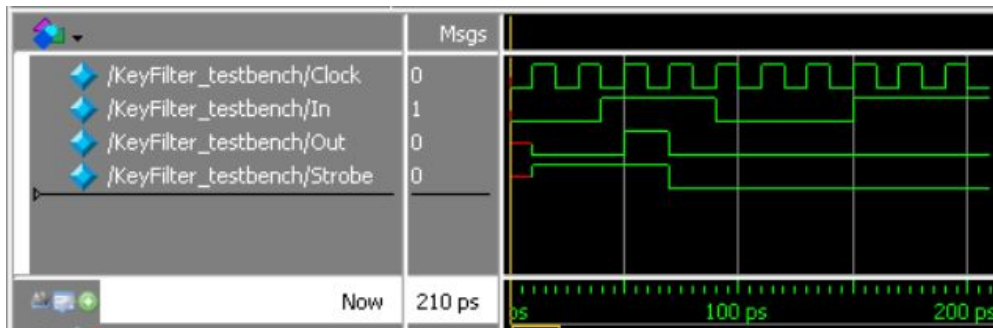 Msgs
/KeyFilter_testbench/Clock 0
/KeyFilter_testbench/In 1
/KeyFilter_testbench/Out 0
/KeyFilter_testbench/Strobe 0
Now 210 ps
ps 100 ps 200 ps